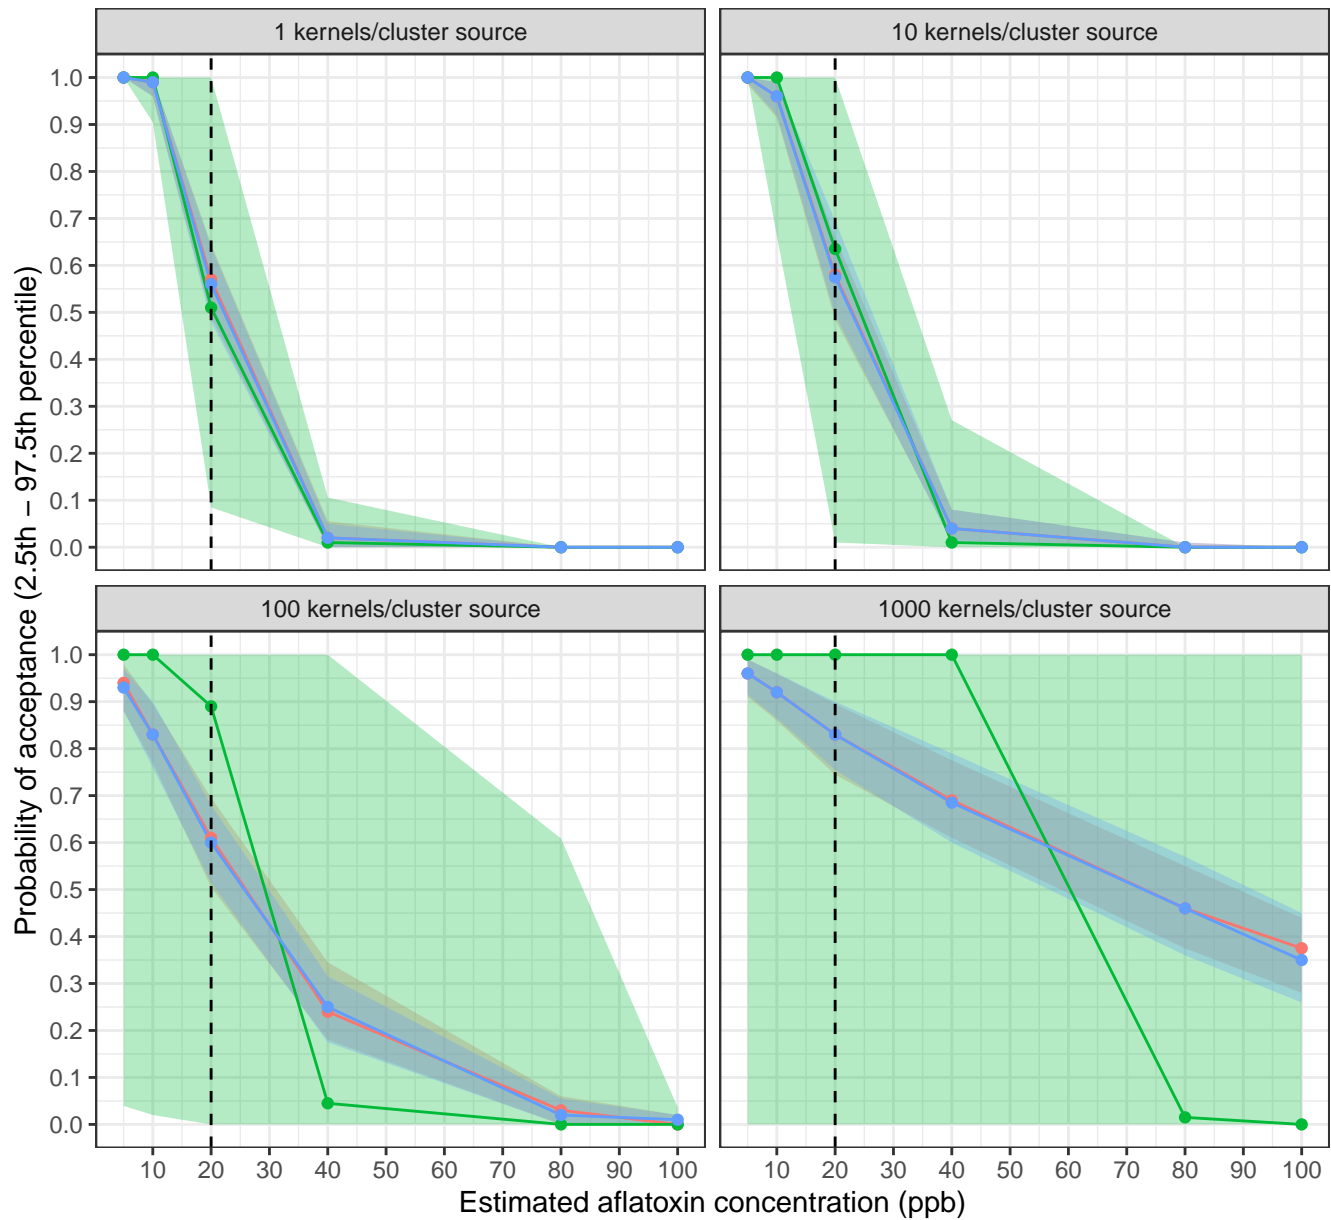 1 kernels/cluster source
10 kernels/cluster source
1.0
0.9
0.8
0.7
0.6
0.5
0.4
0.3
0.2
0.1
0.0
100 kernels/cluster source
1000 kernels/cluster source
1.0
0.9
0.8
0.7
0.6
0.5
0.4
0.3
0.2
0.1
0.0
Probability of acceptance (2.5th − 97.5th percentile)
10 20 30 40 50 60 70 80 90 100
10 20 30 40 50 60 70 80 90 100
Estimated aflatoxin concentration (ppb)